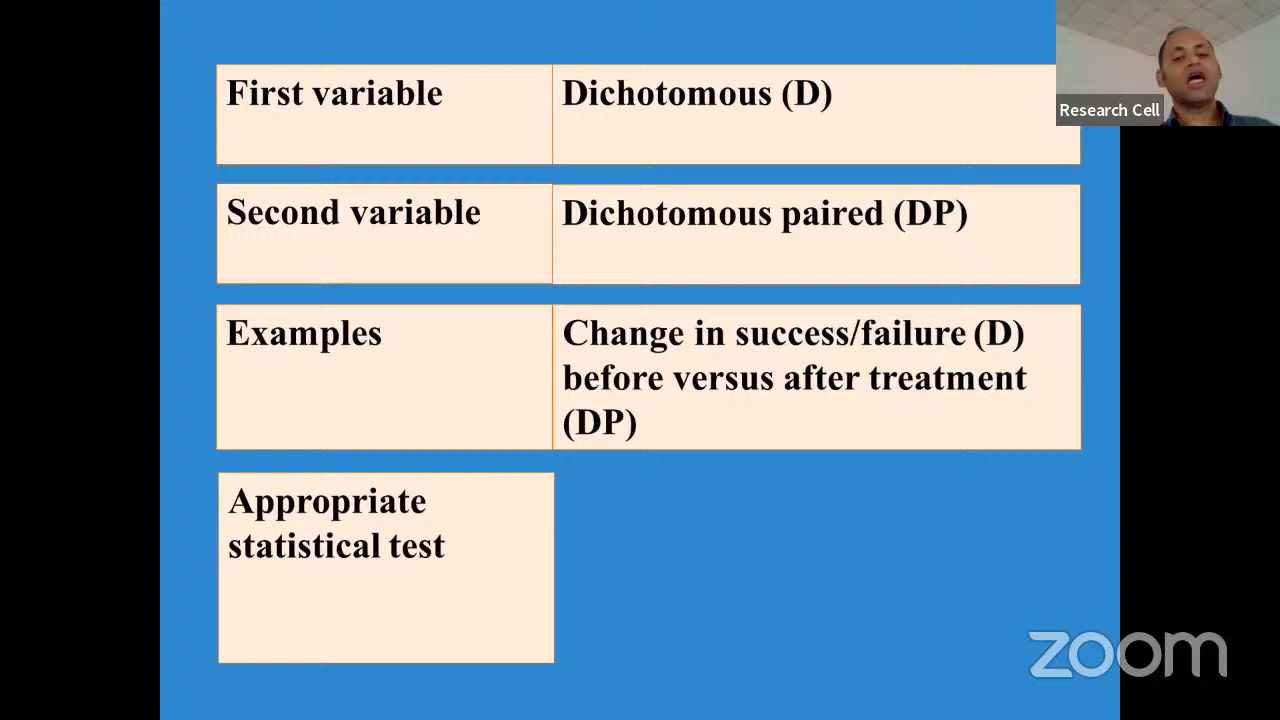 First variable
Dichotomous (D)
Research Cell
Second variable
Dichotomous paired (DP)
Examples
Change in success/failure (D)
before versus after treatment
(DP)
Appropriate
statistical test
zoom